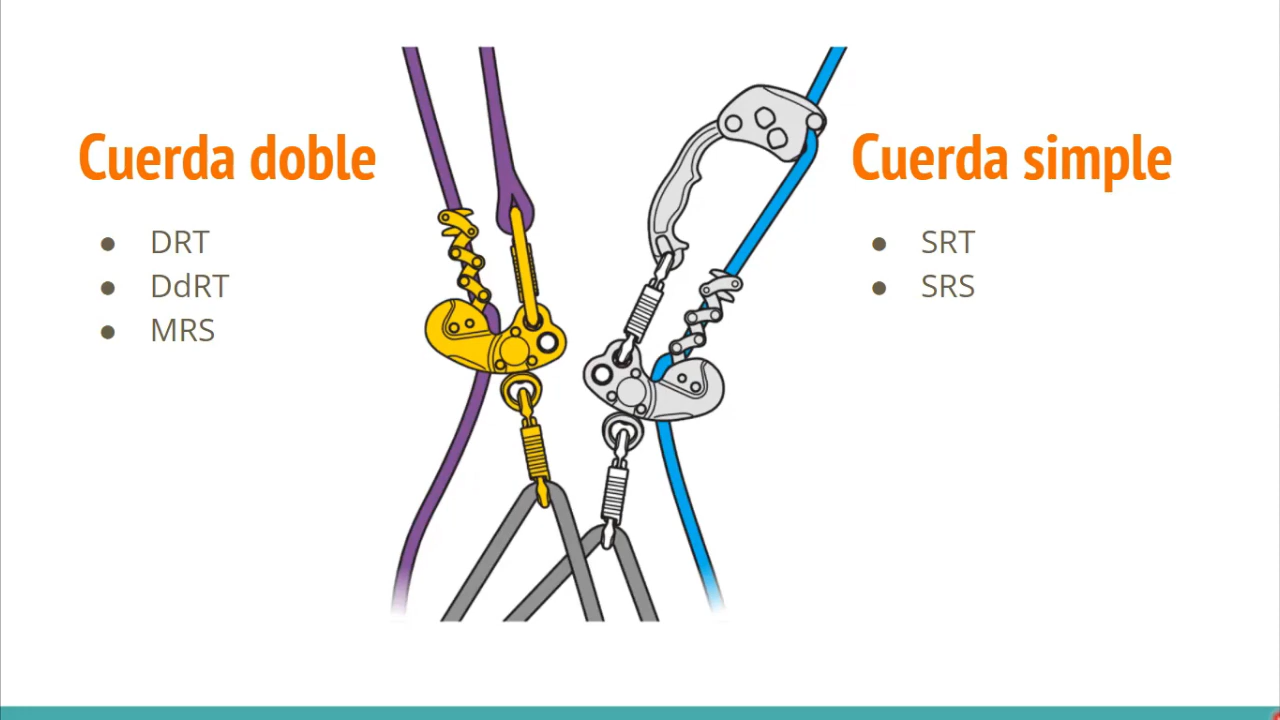 Cuerda doble
● DRT
● DdRT
● MRS
Cuerda simple
● SRT
● SRS